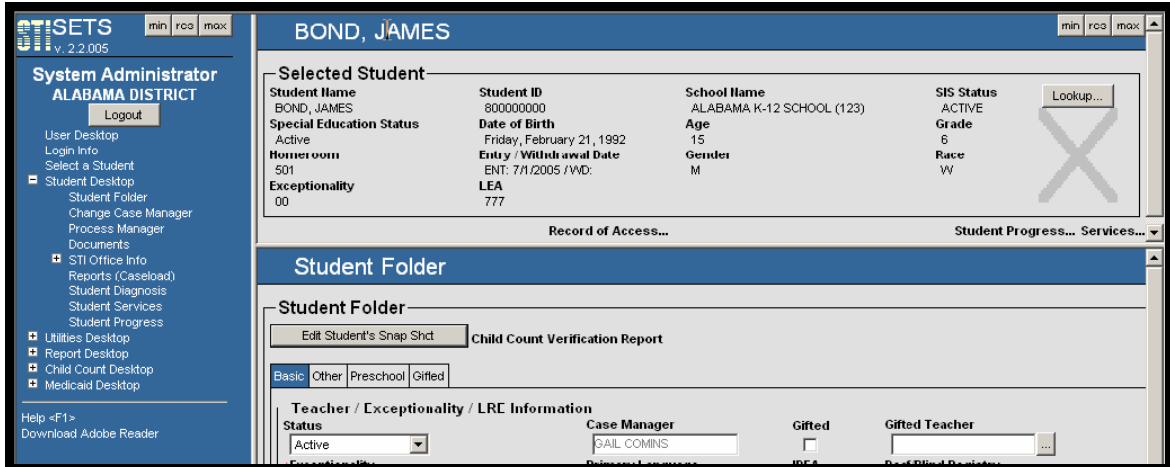 STISETS
v. 2.2.005
min res max
System Administrator
ALABAMA DISTRICT
Logout
User Desktop
Login Info
Select a Student
Student Desktop
Student Folder
Change Case Manager
Process Manager
Documents
STI Office Info
Reports (Caseload)
Student Diagnosis
Student Services
Student Progress
Utilities Desktop
Report Desktop
Child Count Desktop
Medicaid Desktop
Help <F1>
Download Adobe Reader
BOND, JAMES
min res max
Selected Student
Student Name Student ID School Name SIS Status
BOND, JAMES 800000000 ALABAMA K-12 SCHOOL (123) ACTIVE
Lookup...
Special Education Status Date of Birth Age Grade
Active Friday, February 21, 1992 15 6
Homeroom Entry / Withdrawal Date Gender Race
501 ENT: 7/1/2005 / WD: M W
Exceptionality LEA
00 777
Record of Access... Student Progress... Services...
Student Folder
Student Folder
Edit Student's Snap Shot Child Count Verification Report
Basic Other Preschool Gifted
Teacher / Exceptionality / LRE Information
Status Case Manager Gifted Gifted Teacher
Active GAIL COMINS ...